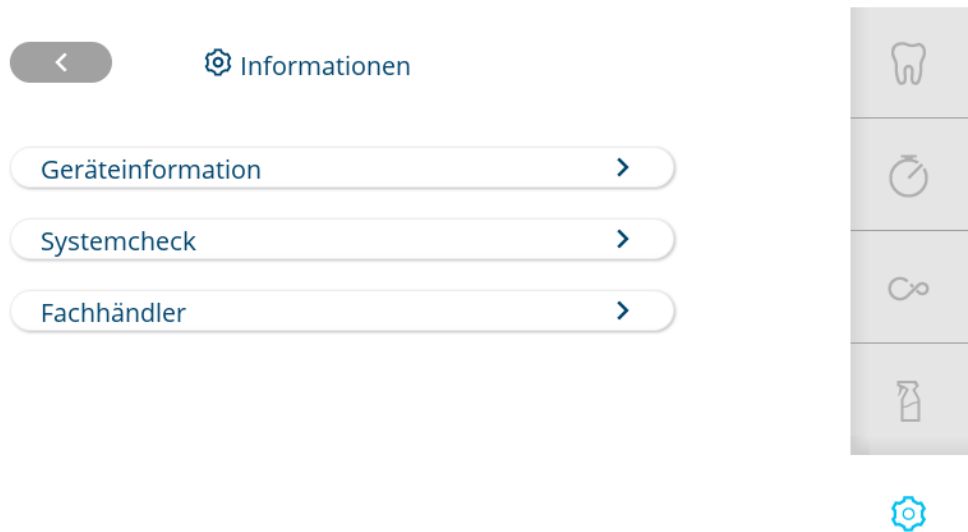 Informationen
Geräteinformation
Systemcheck
Fachhändler